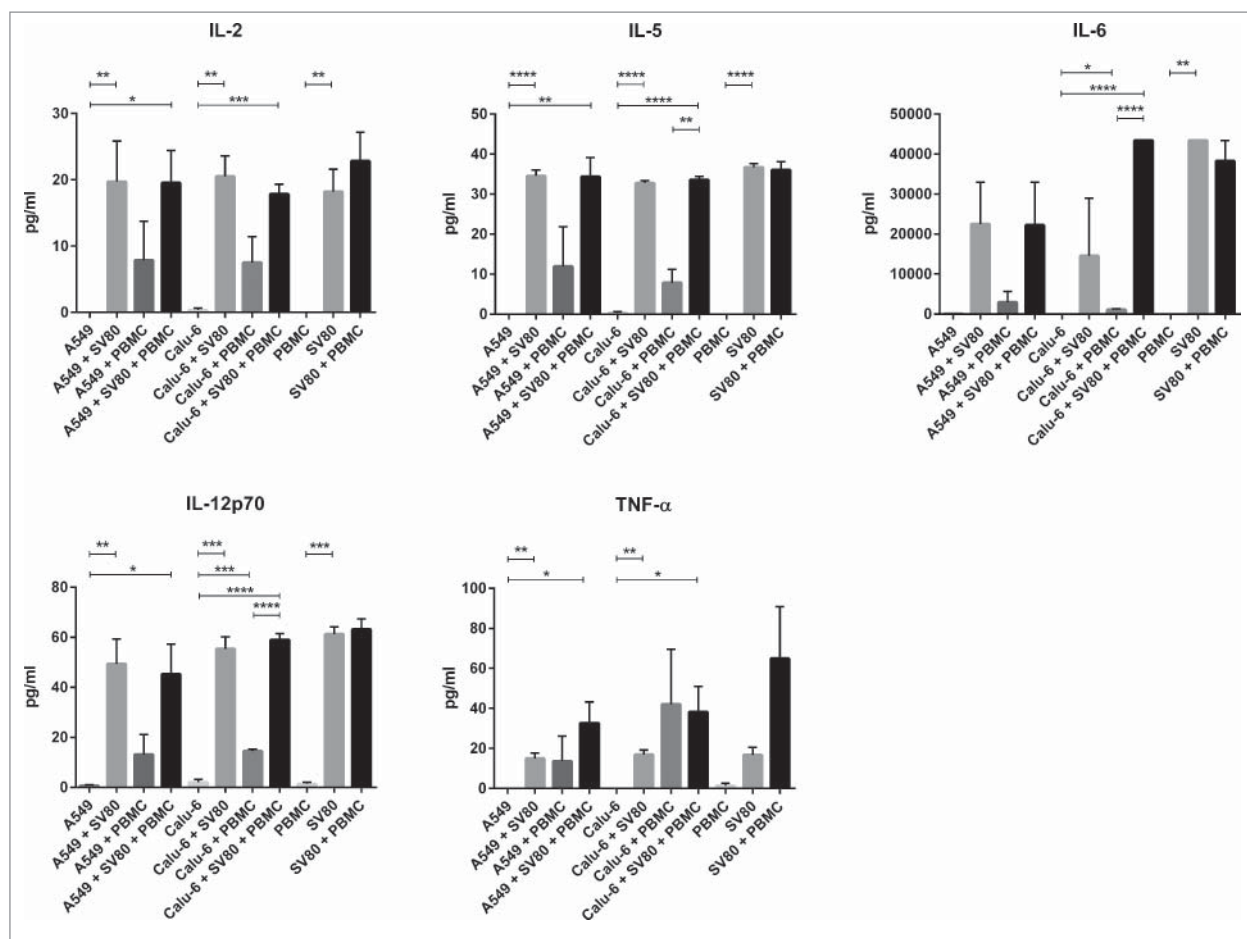 IL-2
** ** **
* ***
30
20
10
0
pg/ml
A549
A549 + SV80
A549 + PBMC
A549 + SV80 + PBMC
Calu-6
Calu-6 + SV80
Calu-6 + PBMC
Calu-6 + SV80 + PBMC
PBMC
SV80
SV80 + PBMC
IL-5
**** **** ****
** ****
**
50
40
30
20
10
0
pg/ml
A549
A549 + SV80
A549 + PBMC
A549 + SV80 + PBMC
Calu-6
Calu-6 + SV80
Calu-6 + PBMC
Calu-6 + SV80 + PBMC
PBMC
SV80
SV80 + PBMC
IL-6
* **
****
****
50000
40000
30000
20000
10000
0
pg/ml
A549
A549 + SV80
A549 + PBMC
A549 + SV80 + PBMC
Calu-6
Calu-6 + SV80
Calu-6 + PBMC
Calu-6 + SV80 + PBMC
PBMC
SV80
SV80 + PBMC
IL-12p70
** *** ***
* ***
****
****
80
60
40
20
0
pg/ml
A549
A549 + SV80
A549 + PBMC
A549 + SV80 + PBMC
Calu-6
Calu-6 + SV80
Calu-6 + PBMC
Calu-6 + SV80 + PBMC
PBMC
SV80
SV80 + PBMC
TNF-α
** **
* *
100
80
60
40
20
0
pg/ml
A549
A549 + SV80
A549 + PBMC
A549 + SV80 + PBMC
Calu-6
Calu-6 + SV80
Calu-6 + PBMC
Calu-6 + SV80 + PBMC
PBMC
SV80
SV80 + PBMC